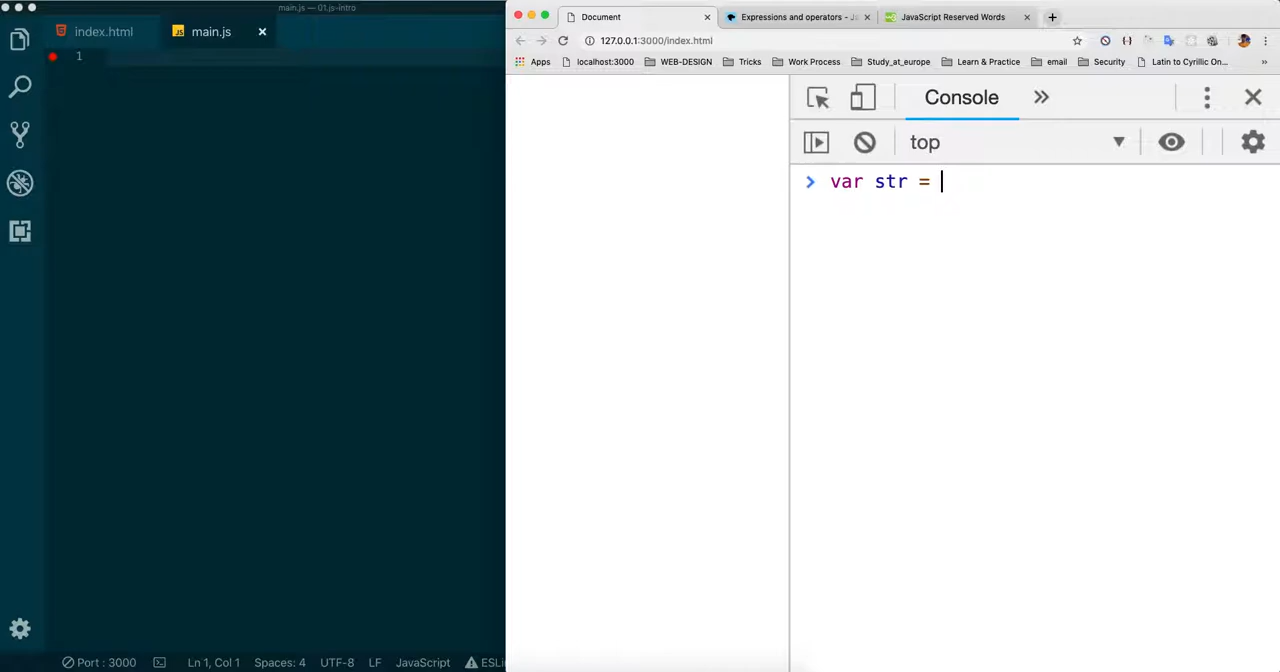 main.js — 01.js-intro
index.html
JS main.js
1
Port : 3000
Ln 1, Col 1
Spaces: 4
UTF-8
LF
JavaScript
Document
Expressions and operators - Ja
JavaScript Reserved Words
127.0.0.1:3000/index.html
Apps
localhost:3000
WEB-DESIGN
Tricks
Work Process
Study_at_europe
Learn & Practice
email
Security
Latin to Cyrillic On...
»
Console
top
> var str =